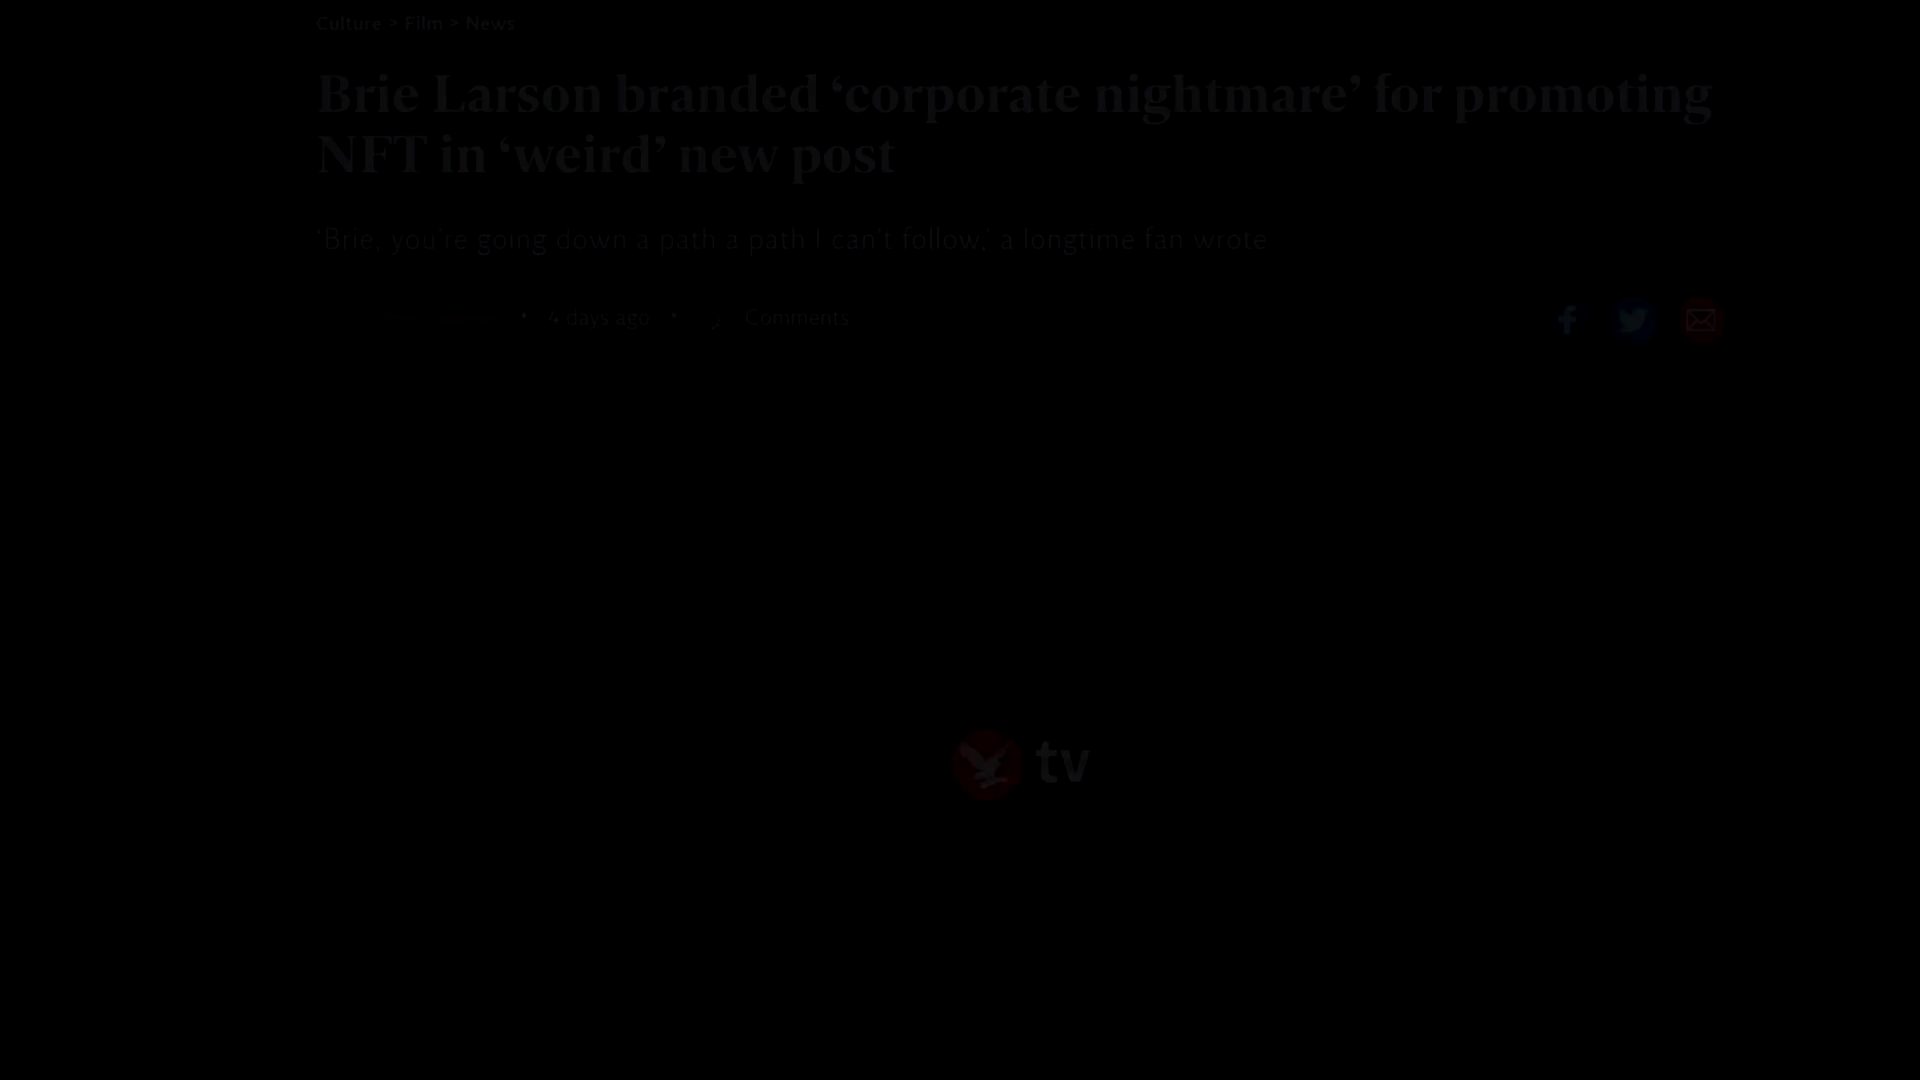 Culture > Film > News
Brie Larson branded ‘corporate nightmare’ for promoting
NFT in ‘weird’ new post
‘Brie, you’re going down a path a path I can’t follow,’ a longtime fan wrote
• 4 days ago • Comments
tv